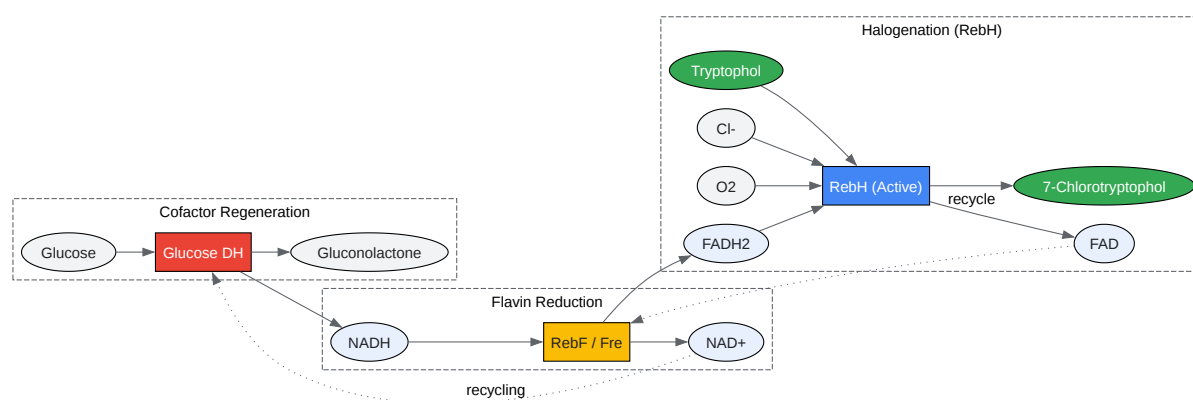 Halogenation (RebH)
Tryptophol
Cl-
O2
RebH (Active)
7-Chlorotryptophol
recycle
FADH2
FAD
Cofactor Regeneration
Glucose
Glucose DH
Gluconolactone
Flavin Reduction
NADH
RebF / Fre
NAD+
recycling